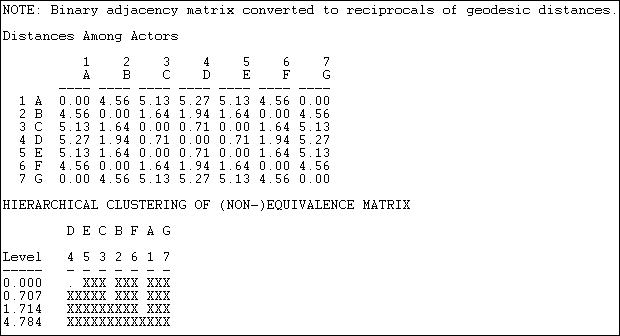 NOTE: Binary adjacency matrix converted to reciprocals of geodesic distances.
Distances Among Actors
1 2 3 4 5 6 7
A B C D E F G
---- ---- ---- ---- ---- ---- ----
1 A 0.00 4.56 5.13 5.27 5.13 4.56 0.00
2 B 4.56 0.00 1.64 1.94 1.64 0.00 4.56
3 C 5.13 1.64 0.00 0.71 0.00 1.64 5.13
4 D 5.27 1.94 0.71 0.00 0.71 1.94 5.27
5 E 5.13 1.64 0.00 0.71 0.00 1.64 5.13
6 F 4.56 0.00 1.64 1.94 1.64 0.00 4.56
7 G 0.00 4.56 5.13 5.27 5.13 4.56 0.00
HIERARCHICAL CLUSTERING OF (NON-)EQUIVALENCE MATRIX
D E C B F A G
Level 4 5 3 2 6 1 7
----- - - - - - - -
0.000 . XXX XXX XXX
0.707 XXXXX XXX XXX
1.714 XXXXXXXXX XXX
4.784 XXXXXXXXXXXXX